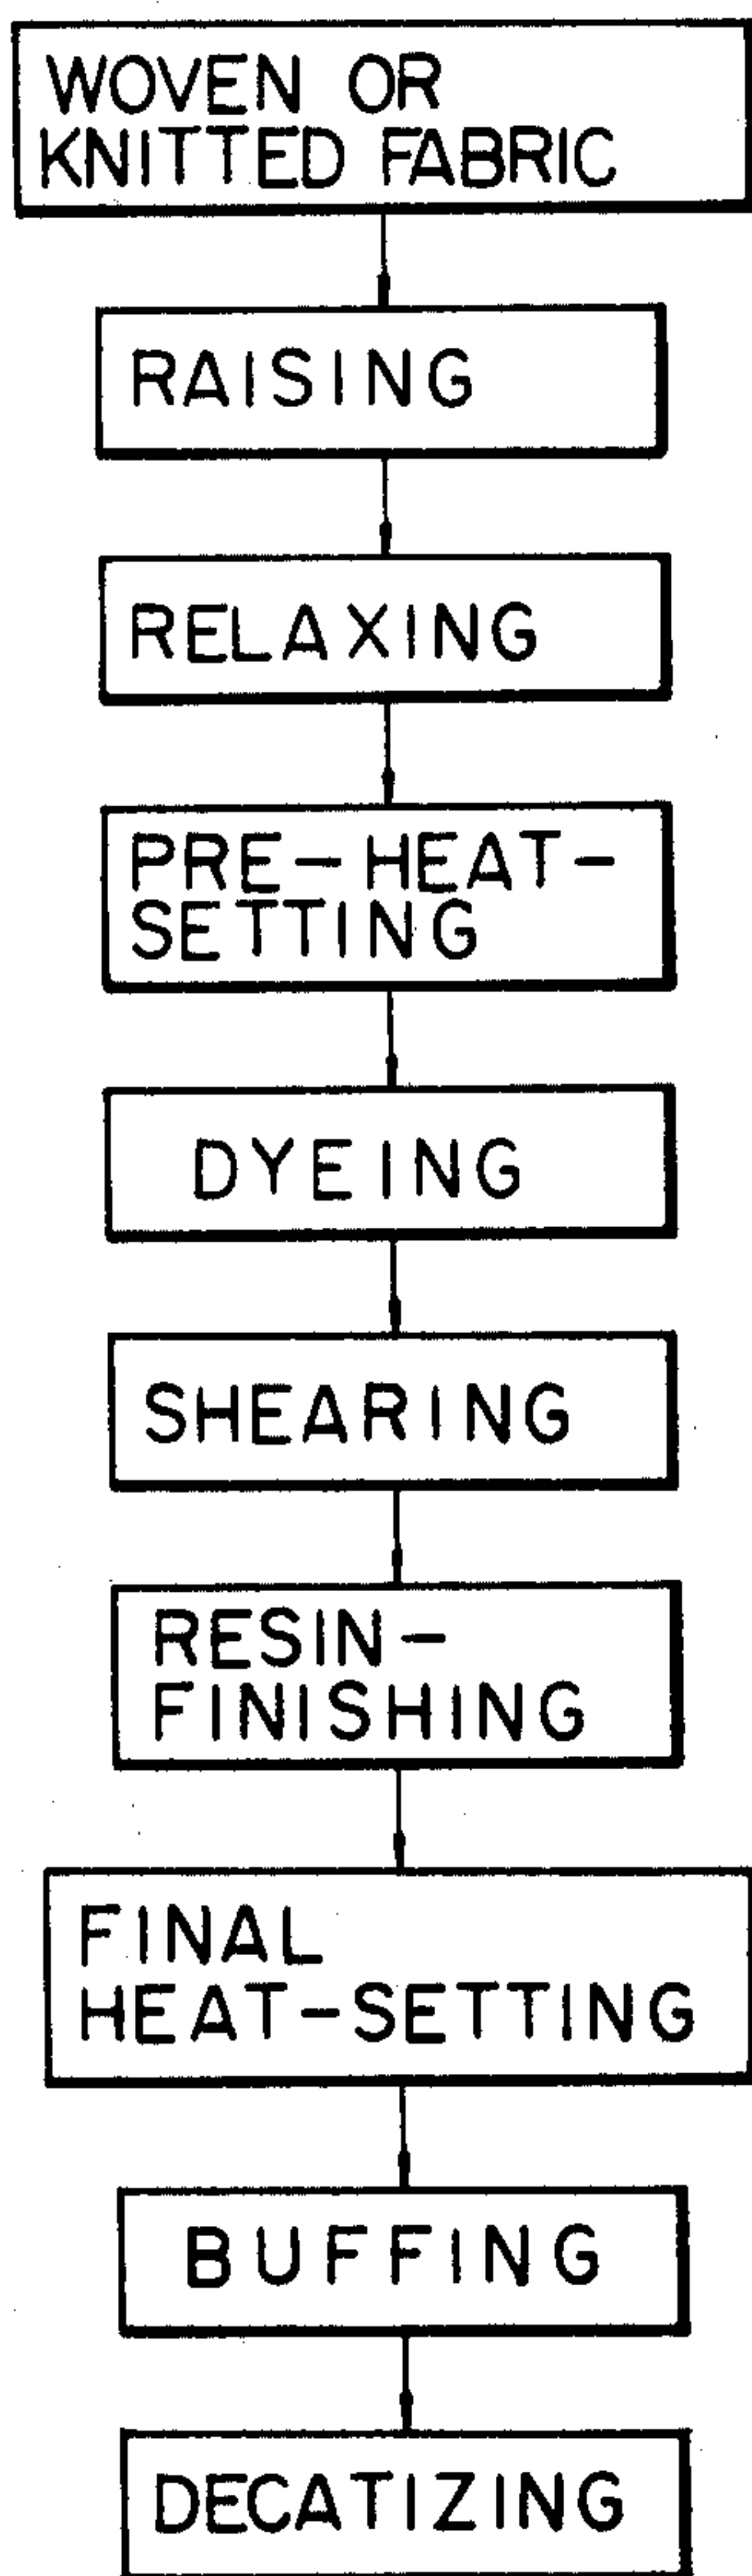 WOVEN OR
KNITTED FABRIC
RAISING
RELAXING
PRE-HEAT-
SETTING
DYEING
SHEARING
RESIN-
FINISHING
FINAL
HEAT-SETTING
BUFFING
DECATIZING